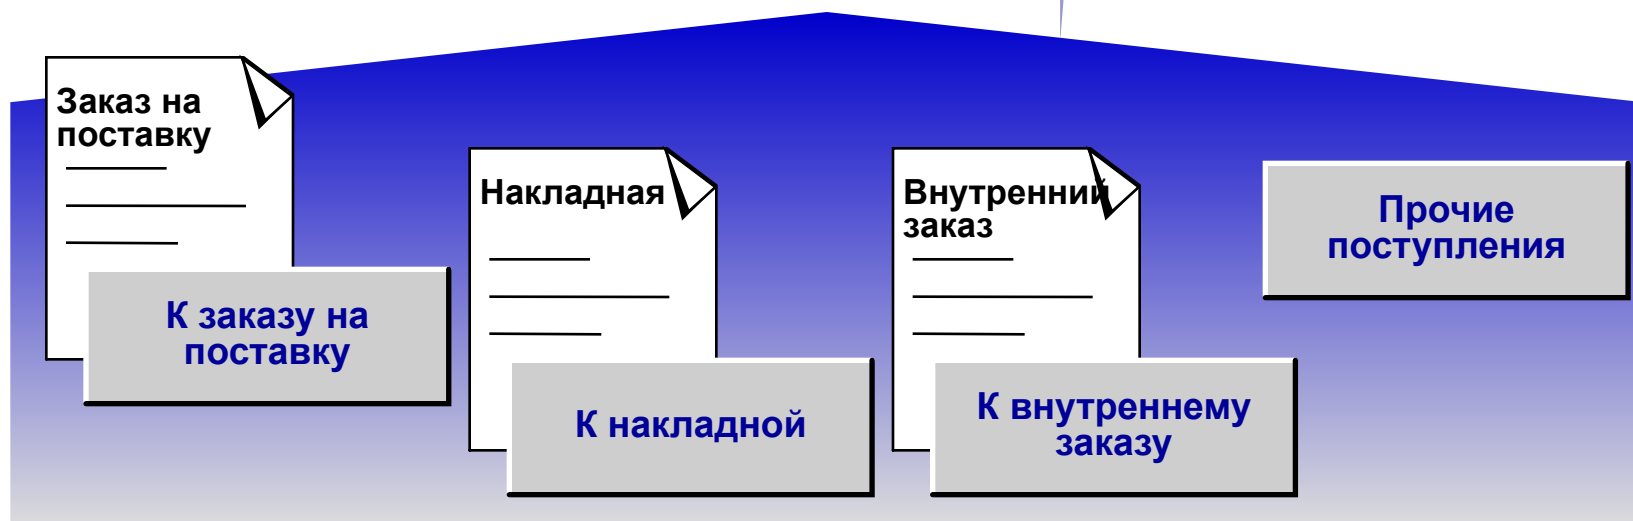 Заказ на
поставку
К заказу на
поставку
Накладная
К накладной
Внутренний
заказ
К внутреннему
заказу
Прочие
поступления